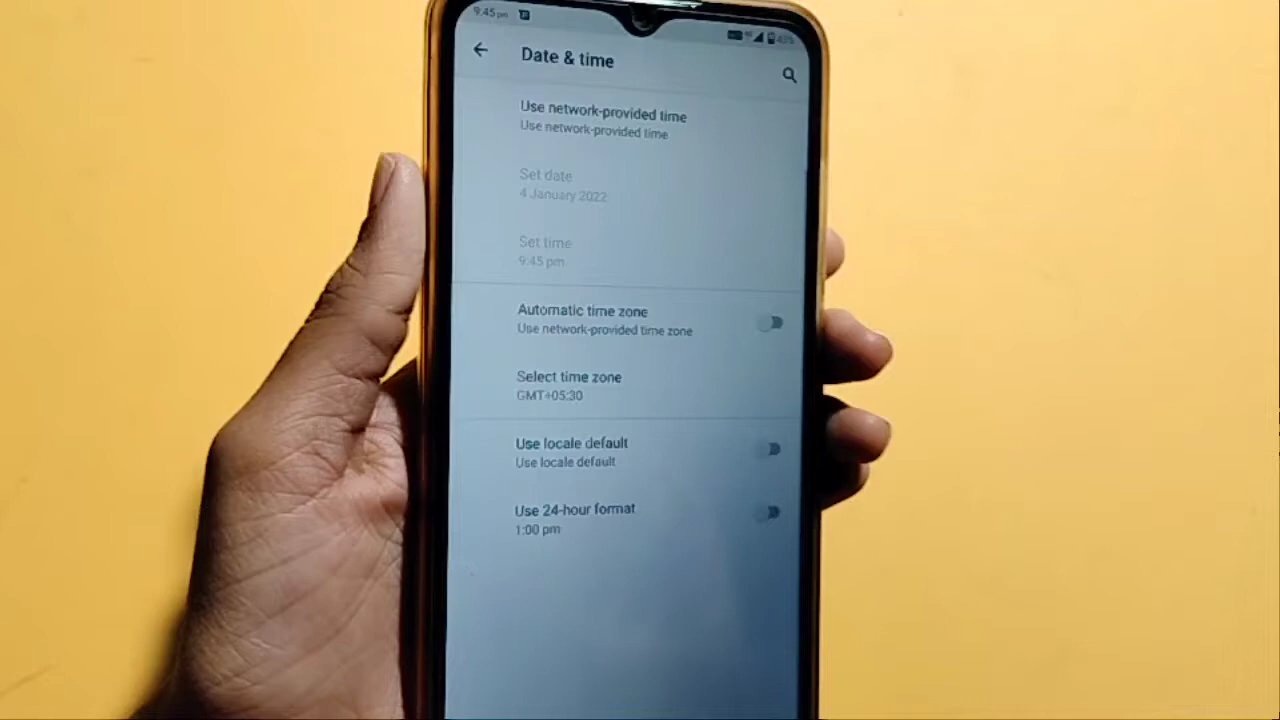 9:45 pm
Date & time
Use network-provided time
Use network-provided time
Set date
4 January 2022
Set time
9:45 pm
Automatic time zone
Use network-provided time zone
Select time zone
GMT+05:30
Use locale default
Use locale default
Use 24-hour format
1:00 pm